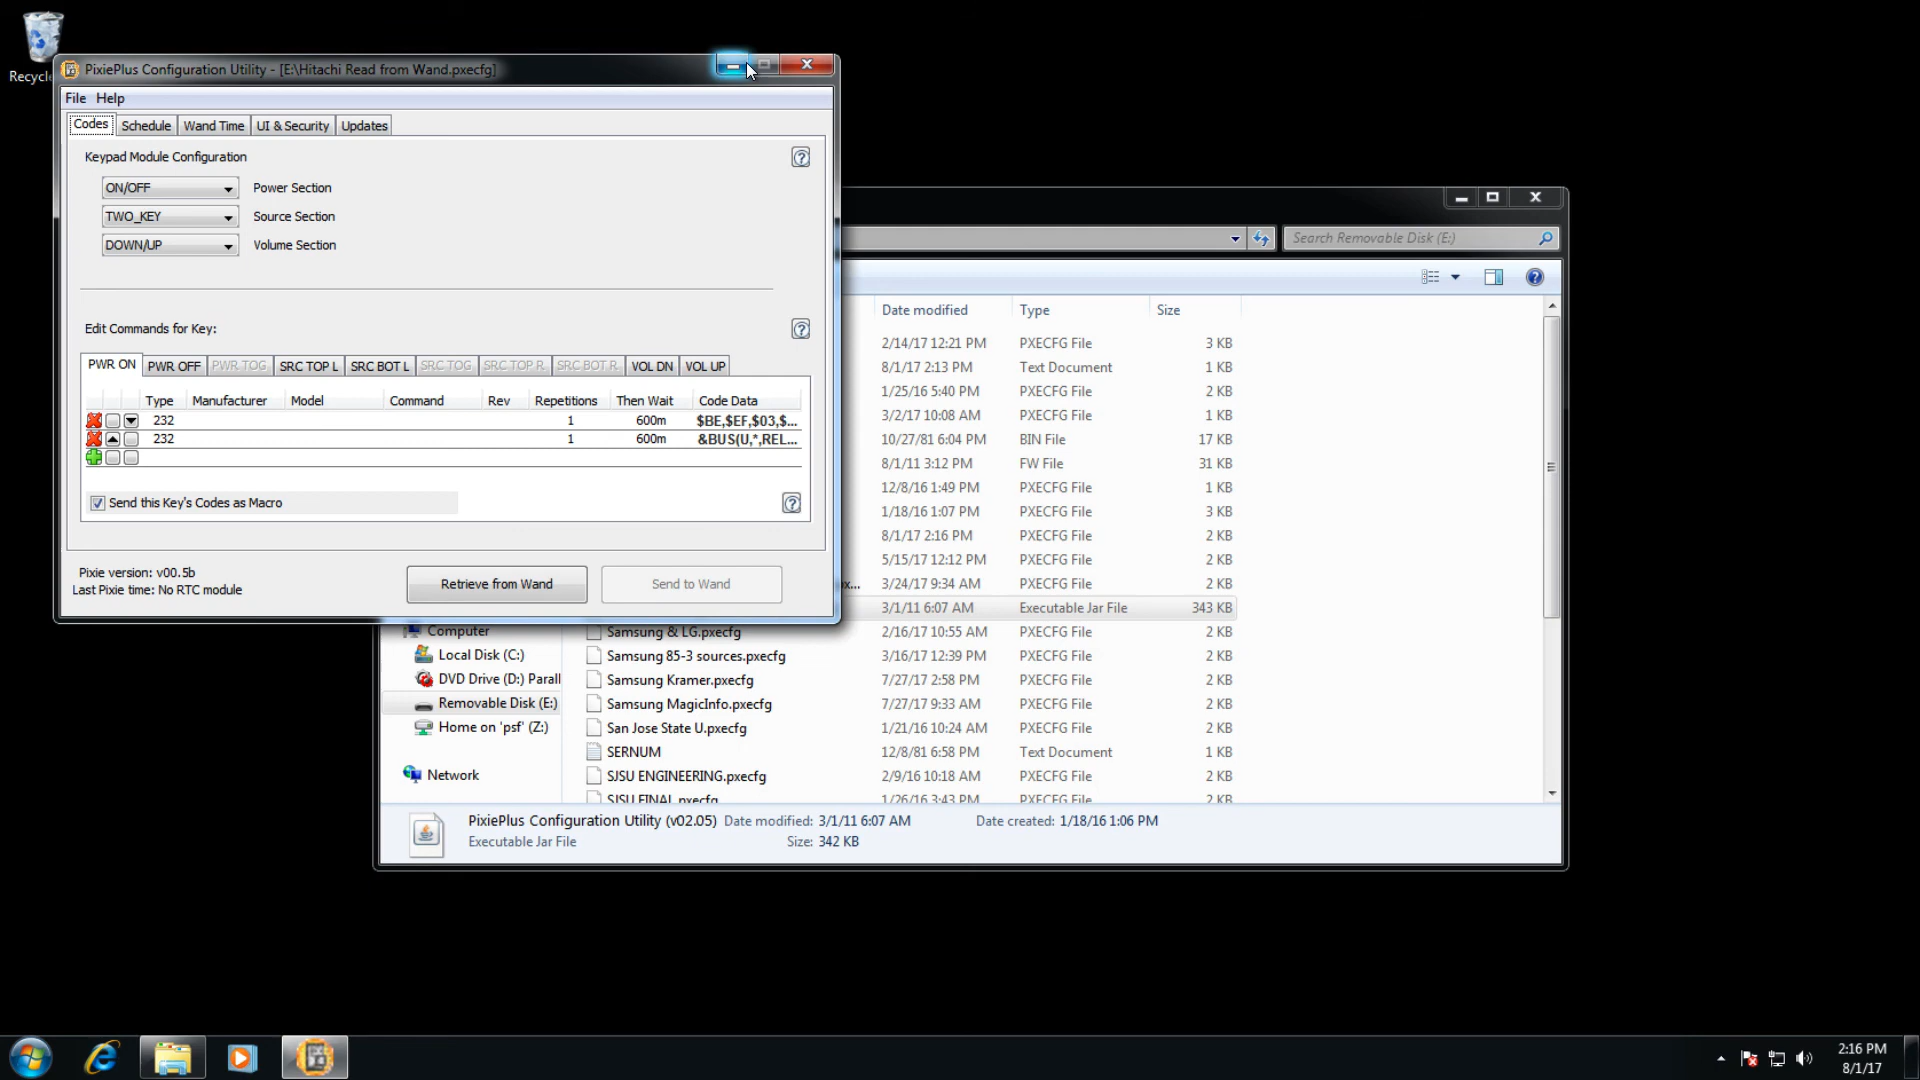 Recycle
PixiePlus Configuration Utility - [E:\Hitachi Read from Wand.pxecfg]
File Help
Codes Schedule Wand Time UI & Security Updates
Keypad Module Configuration
ON/OFF Power Section
TWO_KEY Source Section
DOWN/UP Volume Section
Edit Commands for Key:
PWR ON PWR OFF PWR TOG SRC TOP L SRC BOT L SRC TOG SRC TOP R SRC BOT R VOL DN VOL UP
Type Manufacturer Model Command Rev Repetitions Then Wait Code Data
232 1 600m $BE,$EF,$03,$...
232 1 600m &BUS(U,*,REL...
Send this Key's Codes as Macro
Pixie version: v00.5b
Last Pixie time: No RTC module
Retrieve from Wand Send to Wand
Search Removable Disk (E:)
Date modified Type Size
2/14/17 12:21 PM PXECFG File 3 KB
8/1/17 2:13 PM Text Document 1 KB
1/25/16 5:40 PM PXECFG File 2 KB
3/2/17 10:08 AM PXECFG File 1 KB
10/27/81 6:04 PM BIN File 17 KB
8/1/11 3:12 PM FW File 31 KB
12/8/16 1:49 PM PXECFG File 1 KB
1/18/16 1:07 PM PXECFG File 3 KB
8/1/17 2:16 PM PXECFG File 2 KB
5/15/17 12:12 PM PXECFG File 2 KB
x... 3/24/17 9:34 AM PXECFG File 2 KB
3/1/11 6:07 AM Executable Jar File 343 KB
Samsung & LG.pxecfg 2/16/17 10:55 AM PXECFG File 2 KB
Samsung 85-3 sources.pxecfg 3/16/17 12:39 PM PXECFG File 2 KB
Samsung Kramer.pxecfg 7/27/17 2:58 PM PXECFG File 2 KB
Samsung MagicInfo.pxecfg 7/27/17 9:33 AM PXECFG File 2 KB
San Jose State U.pxecfg 1/21/16 10:24 AM PXECFG File 2 KB
SERNUM 12/8/81 6:58 PM Text Document 1 KB
SJSU ENGINEERING.pxecfg 2/9/16 10:18 AM PXECFG File 2 KB
SJSU FINAL.pxecfg 1/26/16 3:43 PM PXECFG File 2 KB
Computer
Local Disk (C:)
DVD Drive (D:) Parall
Removable Disk (E:)
Home on 'psf' (Z:)
Network
PixiePlus Configuration Utility (v02.05) Date modified: 3/1/11 6:07 AM Date created: 1/18/16 1:06 PM
Executable Jar File Size: 342 KB
2:16 PM
8/1/17